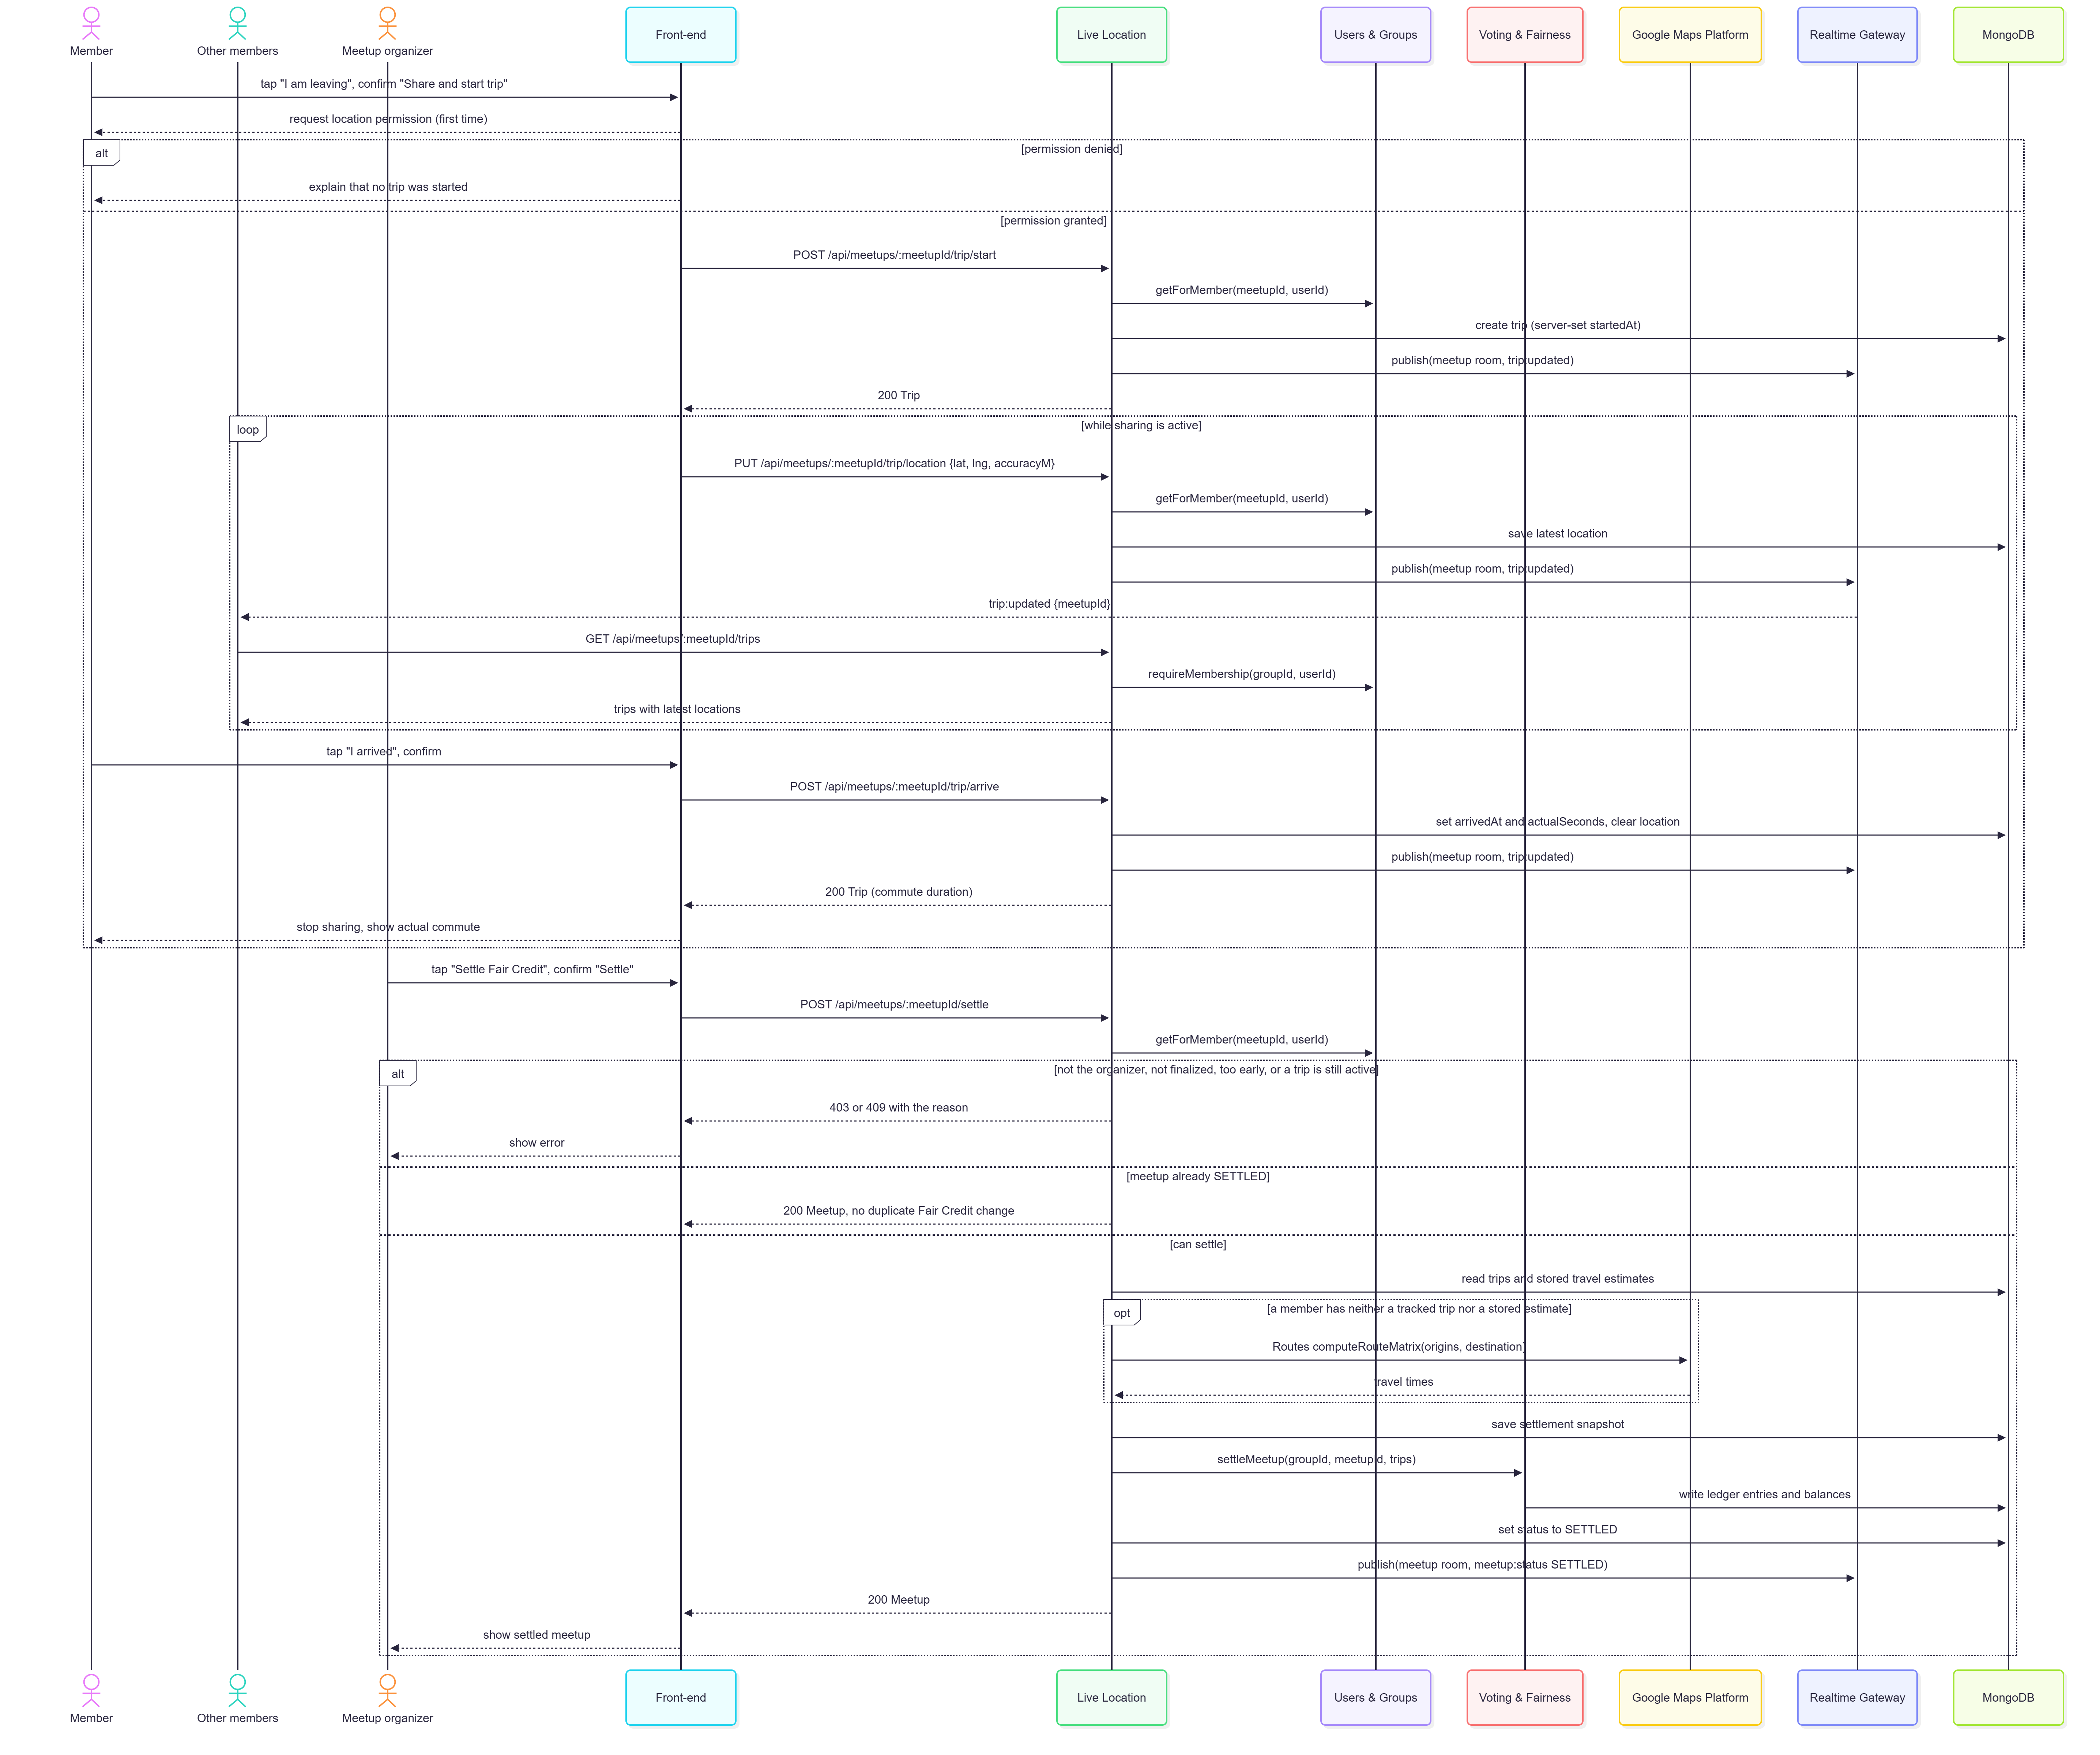 Member
Other members
Meetup organizer
Front-end
Live Location
Users & Groups
Voting & Fairness
Google Maps Platform
Realtime Gateway
MongoDB
tap "I am leaving", confirm "Share and start trip"
request location permission (first time)
alt
[permission denied]
explain that no trip was started
[permission granted]
POST /api/meetups/:meetupId/trip/start
getForMember(meetupId, userId)
create trip (server-set startedAt)
publish(meetup room, trip:updated)
200 Trip
loop
[while sharing is active]
PUT /api/meetups/:meetupId/trip/location {lat, lng, accuracyM}
getForMember(meetupId, userId)
save latest location
publish(meetup room, trip:updated)
trip:updated {meetupId}
GET /api/meetups/:meetupId/trips
requireMembership(groupId, userId)
trips with latest locations
tap "I arrived", confirm
POST /api/meetups/:meetupId/trip/arrive
set arrivedAt and actualSeconds, clear location
publish(meetup room, trip:updated)
200 Trip (commute duration)
stop sharing, show actual commute
tap "Settle Fair Credit", confirm "Settle"
POST /api/meetups/:meetupId/settle
getForMember(meetupId, userId)
alt
[not the organizer, not finalized, too early, or a trip is still active]
403 or 409 with the reason
show error
[meetup already SETTLED]
200 Meetup, no duplicate Fair Credit change
[can settle]
read trips and stored travel estimates
opt
[a member has neither a tracked trip nor a stored estimate]
Routes computeRouteMatrix(origins, destination)
travel times
save settlement snapshot
settleMeetup(groupId, meetupId, trips)
write ledger entries and balances
set status to SETTLED
publish(meetup room, meetup:status SETTLED)
200 Meetup
show settled meetup
Member
Other members
Meetup organizer
Front-end
Live Location
Users & Groups
Voting & Fairness
Google Maps Platform
Realtime Gateway
MongoDB